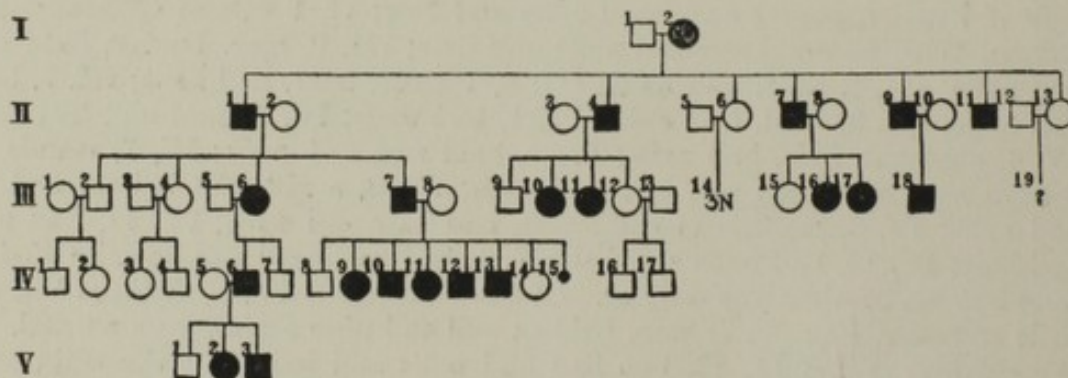 I 1 2
II 1 2 3 4 5 6 7 8 9 10 11 12 13
III 1 2 3 4 5 6 7 8 9 10 11 12 13 14 3N 15 16 17 18 19 ?
IV 1 2 3 4 5 6 7 8 9 10 11 12 13 14 15 16 17
V 1 2 3